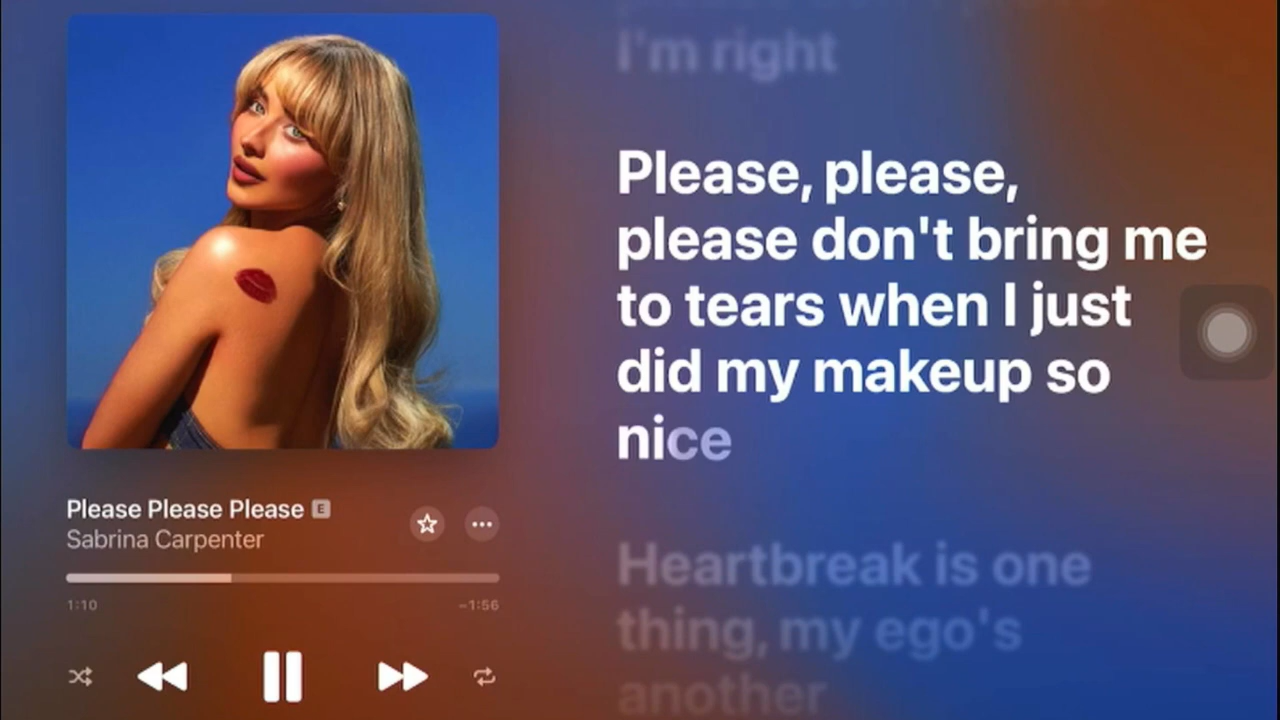 I'm right
Please, please,
please don't bring me
to tears when I just
did my makeup so
nice
Heartbreak is one
thing, my ego's
another
Please Please Please E
Sabrina Carpenter
1:10
-1:56